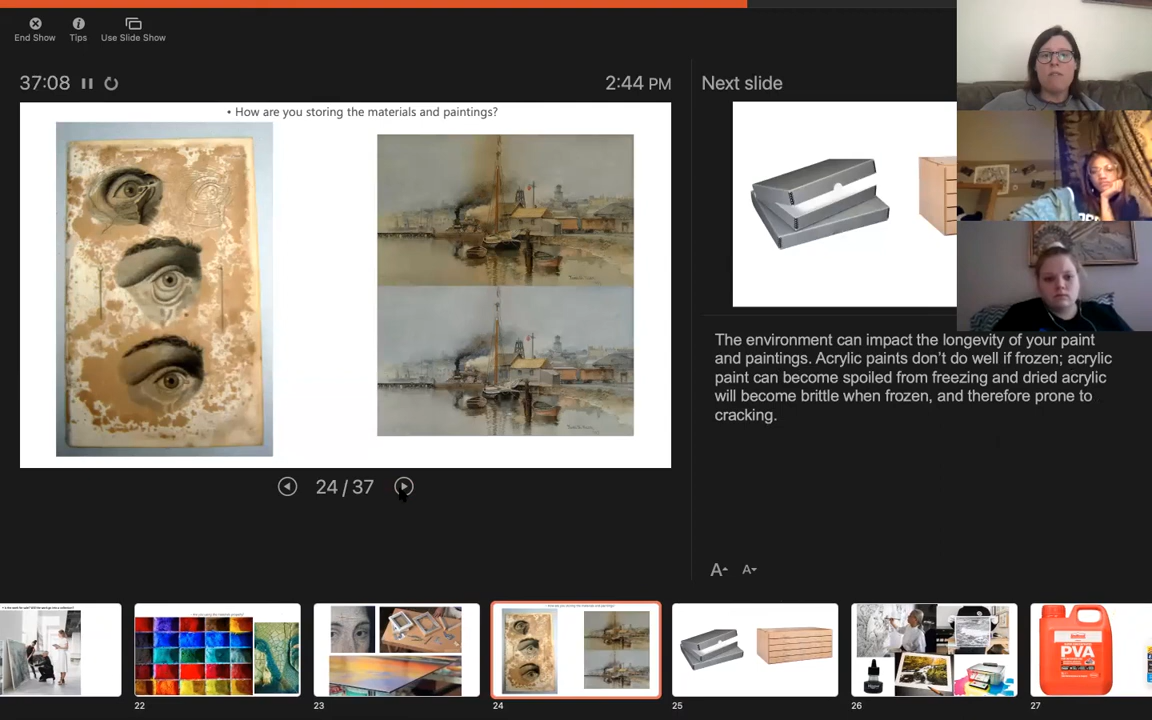 End Show
Tips
Use Slide Show
37:08
2:44 PM
Next slide
• How are you storing the materials and paintings?
The environment can impact the longevity of your paint
and paintings. Acrylic paints don't do well if frozen; acrylic
paint can become spoiled from freezing and dried acrylic
will become brittle when frozen, and therefore prone to
cracking.
24 / 37
A
A
PVA
22
23
24
25
26
27